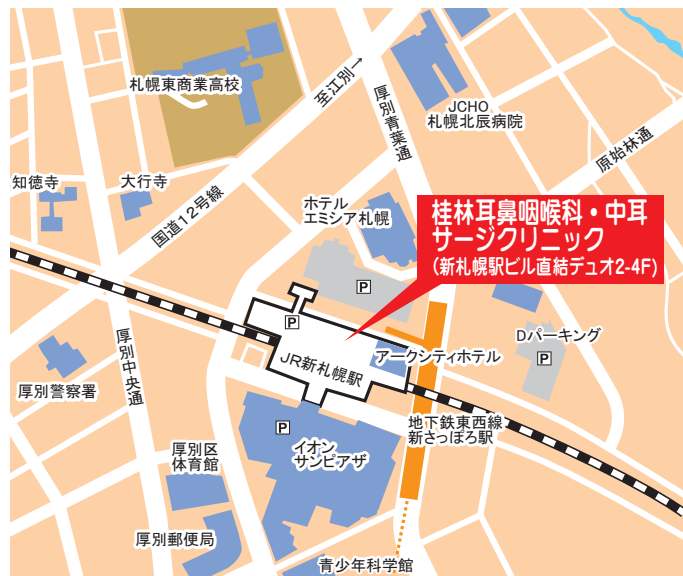 札幌東商業高校
至江別→
厚別青葉通
JCHO
札幌北辰病院
原始林通
知徳寺
大行寺
国道12号線
ホテル
エミシア札幌
桂林耳鼻咽喉科・中耳
サージクリニック
(新札幌駅ビル直結デュオ2-4F)
P
P
Dパーキング
P
アークシティホテル
JR新札幌駅
厚別警察署
厚別中央通
地下鉄東西線
新さっぽろ駅
P
イオン
サンピアザ
厚別区
体育館
厚別郵便局
青少年科学館